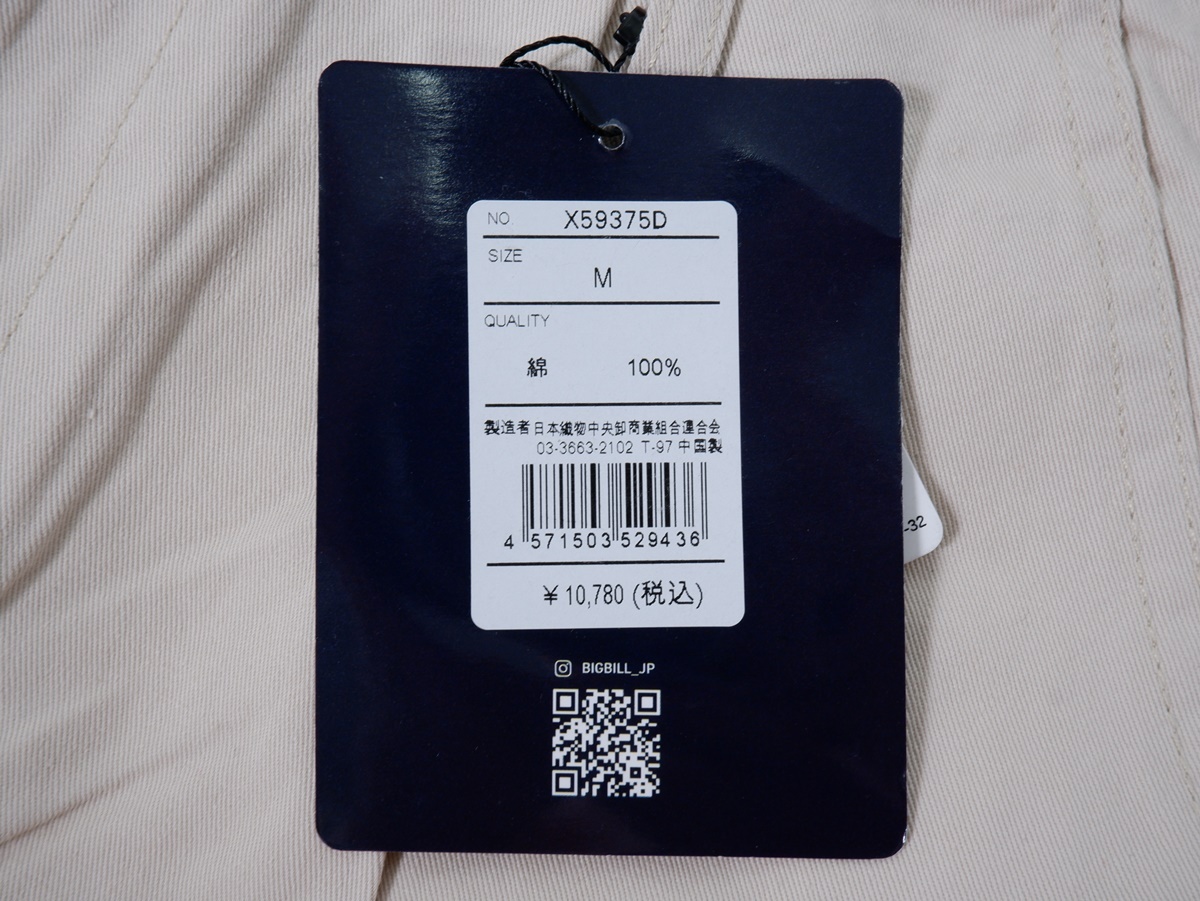 NO. X59375D
SIZE
M
QUALITY
綿 100%
製造者 日本織物中央卸商業組合連合会
03-3663-2102 T-97 中国製
4 571503 529436
¥10,780 (税込)
BIGBILL_JP
-32